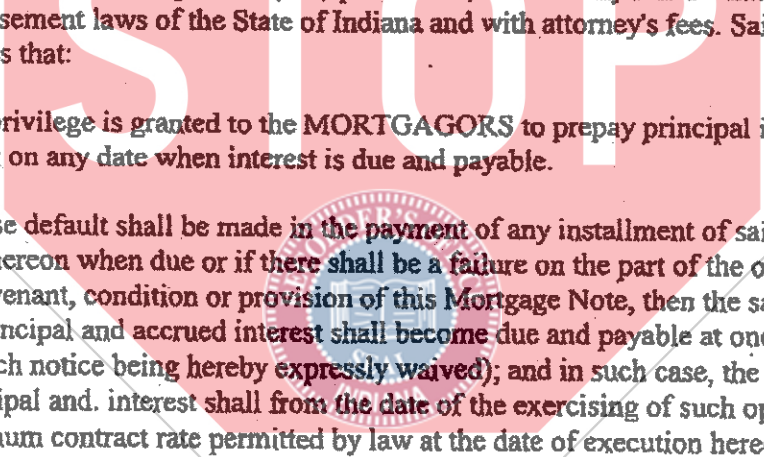 sement laws of the State of Indiana and with attorney's fees. Sai
s that:
rivilege is granted to the MORTGAGORS to prepay principal i
on any date when interest is due and payable.
se default shall be made in the payment of any installment of sai
ereon when due or if there shall be a failure on the part of the o
venant, condition or provision of this Mortgage Note, then the sa
ncipal and accrued interest shall become due and payable at one
ch notice being hereby expressly waived); and in such case, the
ipal and. interest shall from the date of the exercising of such op
num contract rate permitted by law at the date of execution here
STOP
SEAL